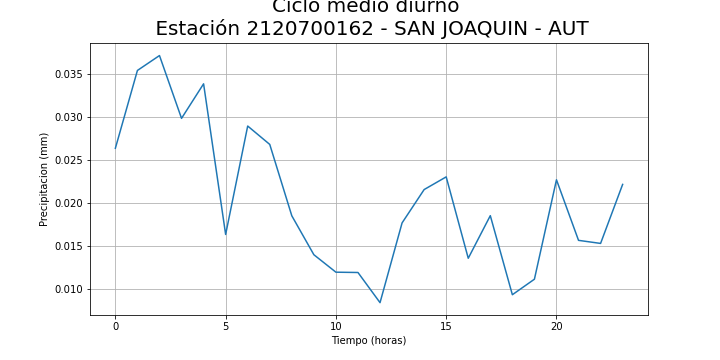 Ciclo medio diurno
Estación 2120700162 - SAN JOAQUIN - AUT
0.035
0.030
0.025
0.020
0.015
0.010
Precipitacion (mm)
0 5 10 15 20
Tiempo (horas)